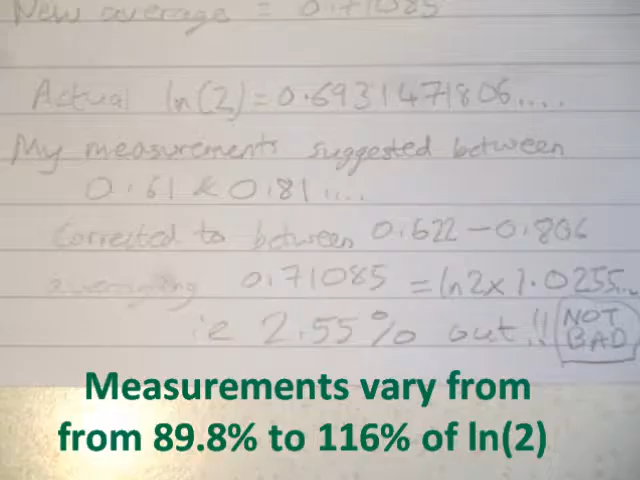 New average = 0.71085
Actual ln(2) = 0.6931471806.....
My measurements suggested between
0.61 & 0.81 ....
Corrected to between 0.622 - 0.806
averaging 0.71085 = ln2 x 1.0255...
ie 2.55% out!! NOT BAD
Measurements vary from
from 89.8% to 116% of ln(2)